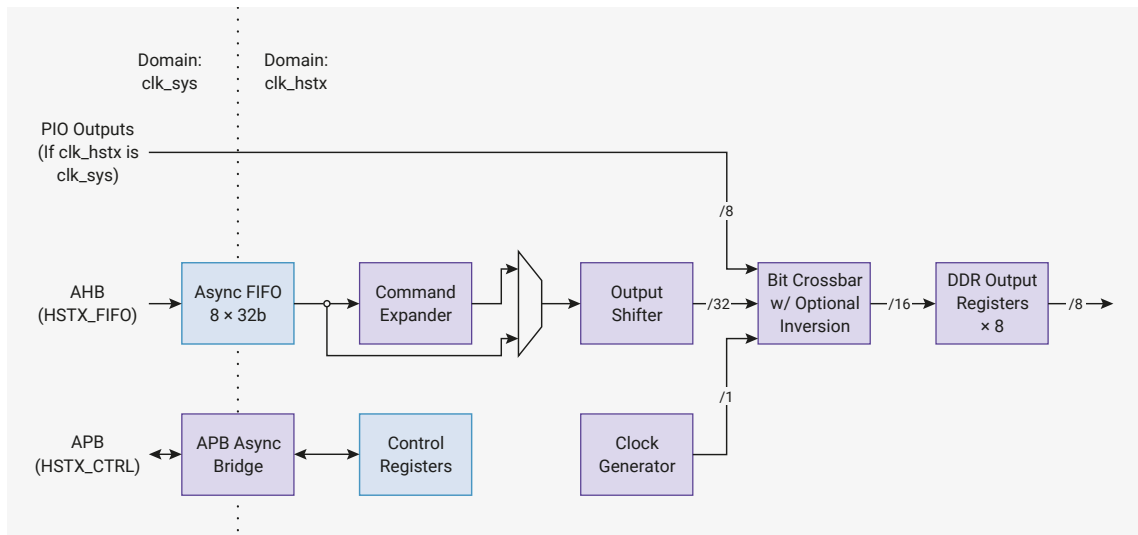 Domain:
clk_sys
Domain:
clk_hstx
PIO Outputs
(If clk_hstx is
clk_sys)
/8
AHB
(HSTX_FIFO)
Async FIFO
8 × 32b
Command
Expander
Output
Shifter
/32
Bit Crossbar
w/ Optional
Inversion
/16
DDR Output
Registers
× 8
/8
/1
APB
(HSTX_CTRL)
APB Async
Bridge
Control
Registers
Clock
Generator